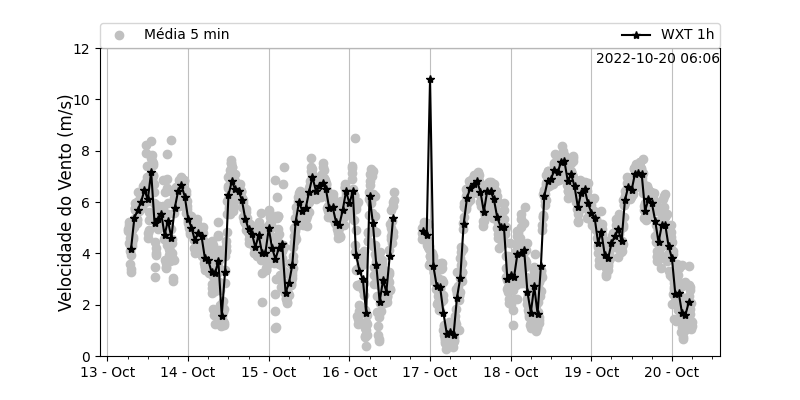 Média 5 min
WXT 1h
2022-10-20 06:06
Velocidade do Vento (m/s)
12
10
8
6
4
2
0
13 - Oct
14 - Oct
15 - Oct
16 - Oct
17 - Oct
18 - Oct
19 - Oct
20 - Oct